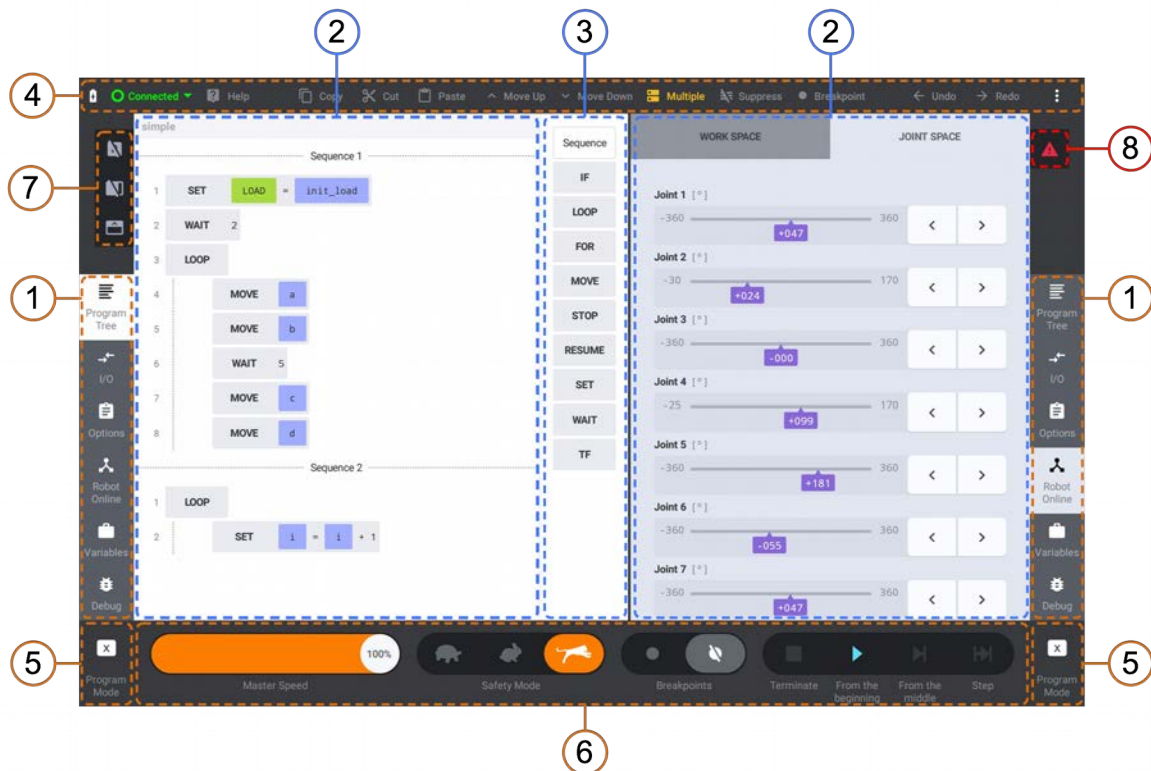 2 3 2
4 Connected Help Copy Cut Paste Move Up Move Down Multiple Suppress Breakpoint Undo Redo
simple
Sequence 1
1 SET LOAD = init_load
2 WAIT 2
3 LOOP
4 MOVE a
5 MOVE b
6 WAIT 5
7 MOVE c
8 MOVE d
Sequence 2
1 LOOP
2 SET i = i + 1
Sequence
IF
LOOP
FOR
MOVE
STOP
RESUME
SET
WAIT
TF
WORK SPACE JOINT SPACE
Joint 1 [°]
-360 +047 360
Joint 2 [°]
-30 +024 170
Joint 3 [°]
-360 -000 360
Joint 4 [°]
-25 +099 170
Joint 5 [°]
-360 +181 360
Joint 6 [°]
-360 -055 360
Joint 7 [°]
-360 +047 360
7
8
1
Program
Tree
I/O
Options
Robot
Online
Variables
Debug
1
Program
Tree
I/O
Options
Robot
Online
Variables
Debug
5
X
Program
Mode
100%
Master Speed
Safety Mode
Breakpoints
Terminate
From the
beginning
From the
middle
Step
X
Program
Mode
5
6